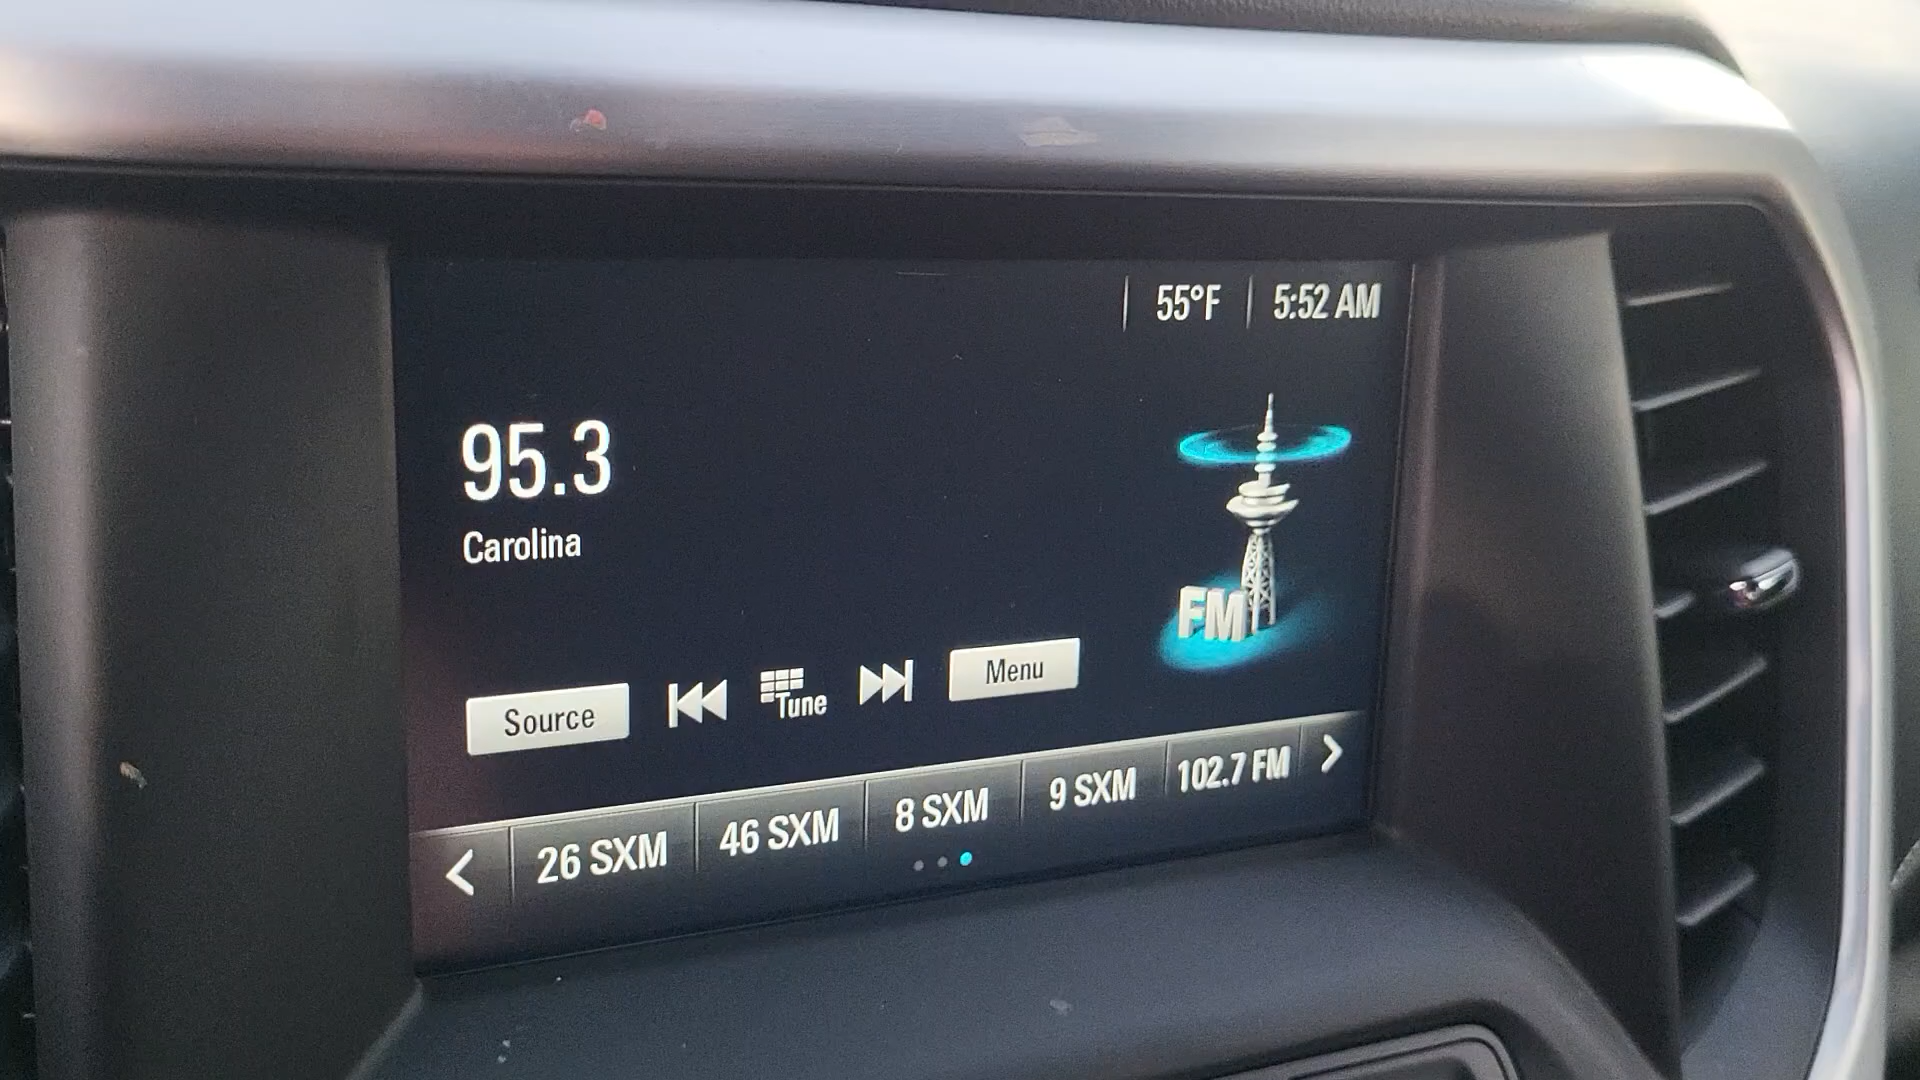 55°F 5:52 AM
95.3
Carolina
FM
Source Tune Menu
26 SXM 46 SXM 8 SXM 9 SXM 102.7 FM